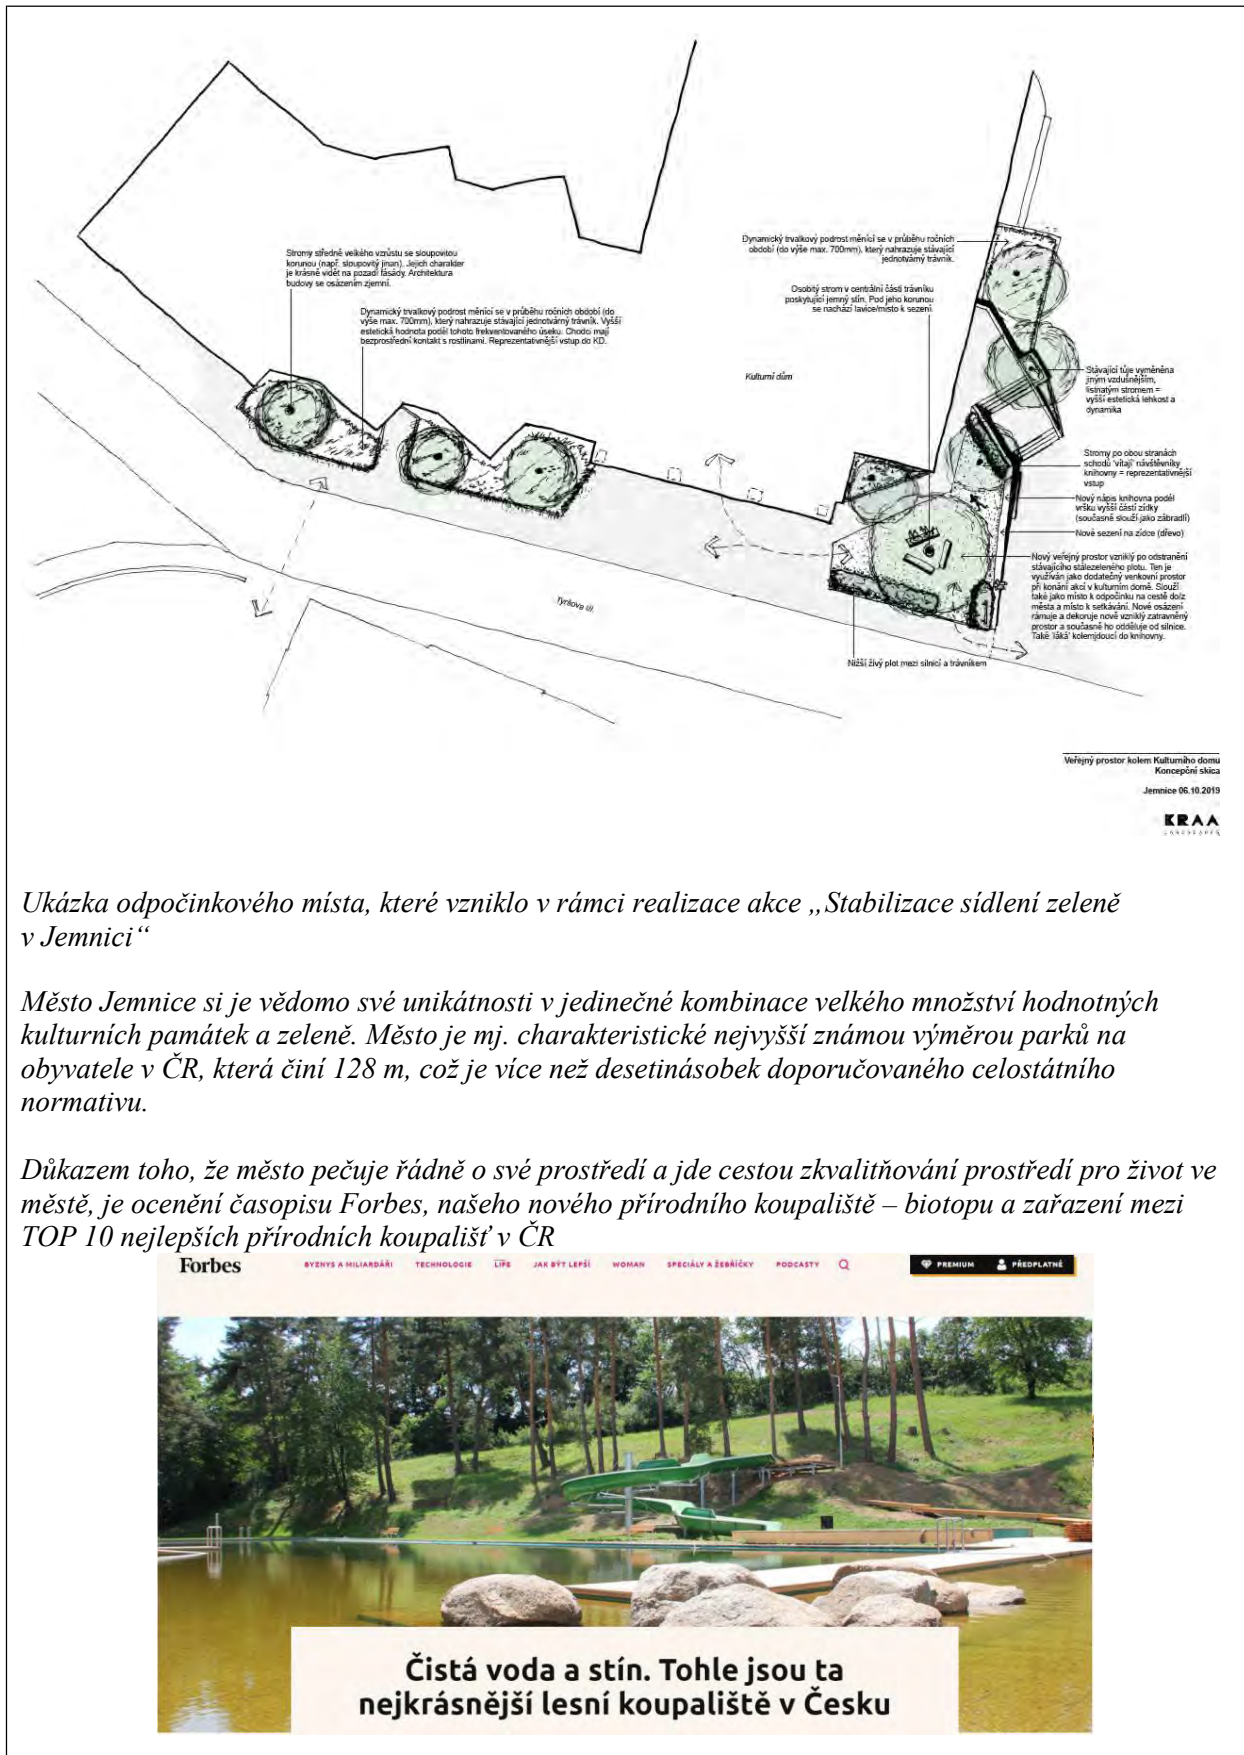 Stromy středně velkého vzrůstu se sloupovitou
korunou (např. sloupovitý jinan). Jejich charakter
je krásně vidět na pozadí fasády. Architektura
budovy se osázením zjemní.
Dynamický trvalkový podrost měnící se v průběhu ročních období (do
výše max. 700mm), který nahrazuje stávající jednotvárný trávník. Vyšší
estetická hodnota podél tohoto frekventovaného úseku. Chodci mají
bezprostřední kontakt s rostlinami. Reprezentativnější vstup do KD.
Dynamický trvalkový podrost měnící se v průběhu ročních
období (do výše max. 700mm), který nahrazuje stávající
jednotvárný trávník.
Osobitý strom v centrální části trávníku
poskytující jemný stín. Pod jeho korunou
se nachází lavice/místo k sezení.
Kulturní dům
Stávající túje vyměněna
jiným vzdušnějším,
listnatým stromem =
vyšší estetická lehkost a
dynamika
Stromy po obou stranách
schodů 'vítají' návštěvníky
knihovny = reprezentativnější
vstup
Nový nápis knihovna podél
vršku vyšší části zídky
(současně slouží jako zábradlí)
Nové sezení na zídce (dřevo)
Nový veřejný prostor vzniklý po odstranění
stávajícího stálezeleného plotu. Ten je
využíván jako dodatečný venkovní prostor
při konání akcí v kulturním domě. Slouží
také jako místo k odpočinku na cestě do/z
města a místo k setkávání. Nové osázení
rámuje a dekoruje nově vzniklý zatravněný
prostor a současně ho odděluje od silnice.
Také 'láká' kolemjdoucí do knihovny.
Tyršova ul.
Nižší živý plot mezi silnicí a trávníkem
Veřejný prostor kolem Kulturního domu
Koncepční skica
Jemnice 06.10.2019
KRAA
LANDSCAPES
Ukázka odpočinkového místa, které vzniklo v rámci realizace akce „Stabilizace sídlení zeleně
v Jemnici“
Město Jemnice si je vědomo své unikátnosti v jedinečné kombinace velkého množství hodnotných
kulturních památek a zeleně. Město je mj. charakteristické nejvyšší známou výměrou parků na
obyvatele v ČR, která činí 128 m, což je více než desetinásobek doporučovaného celostátního
normativu.
Důkazem toho, že město pečuje řádně o své prostředí a jde cestou zkvalitňování prostředí pro život ve
městě, je ocenění časopisu Forbes, našeho nového přírodního koupaliště – biotopu a zařazení mezi
TOP 10 nejlepších přírodních koupališť v ČR
Forbes BYZNYS A MILIARDÁŘI TECHNOLOGIE LIFE JAK BÝT LEPŠÍ WOMAN SPECIÁLY A ŽEBŘÍČKY PODCASTY PREMIUM PŘEDPLATNÉ
Čistá voda a stín. Tohle jsou ta
nejkrásnější lesní koupaliště v Česku